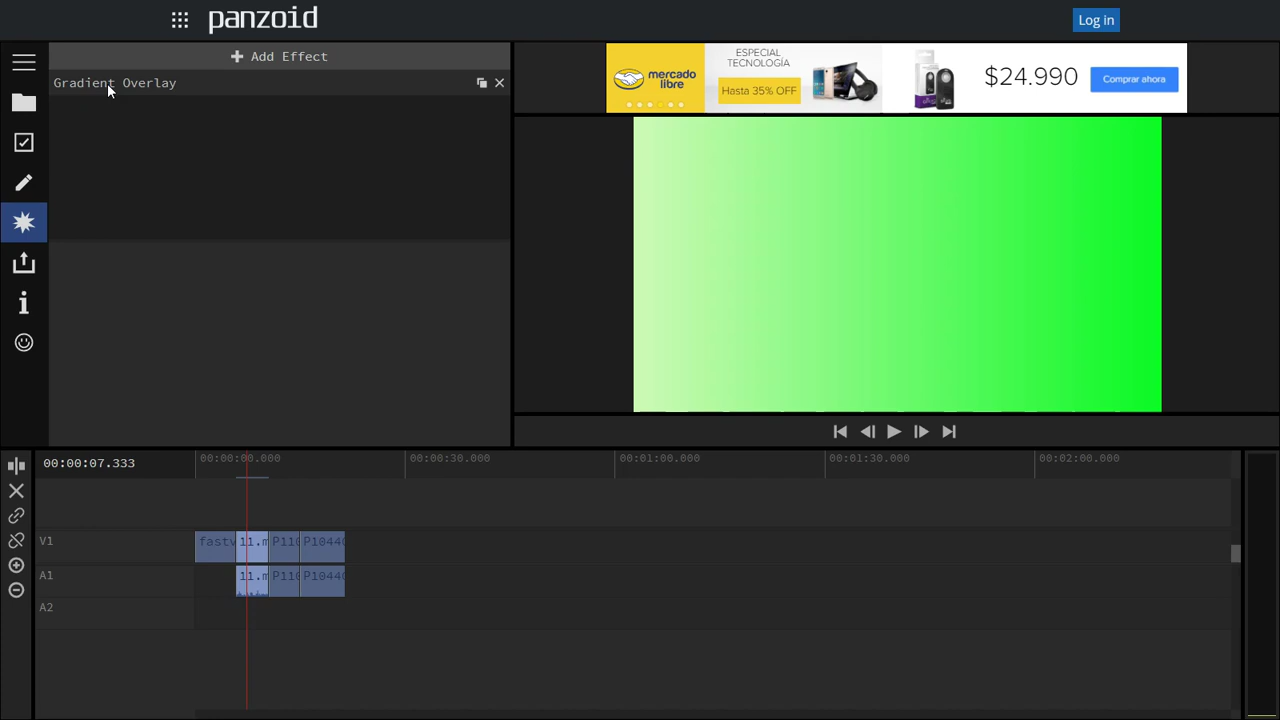 panzoid
Log in
Add Effect
Gradient Overlay
mercado
libre
ESPECIAL
TECNOLOGÍA
Hasta 35% OFF
$24.990
Comprar ahora
00:00:07.333
00:00:00.000
00:00:30.000
00:01:00.000
00:01:30.000
00:02:00.000
V1
fastv
11.m
P110
P1044
A1
11.m
P110
P1044
A2